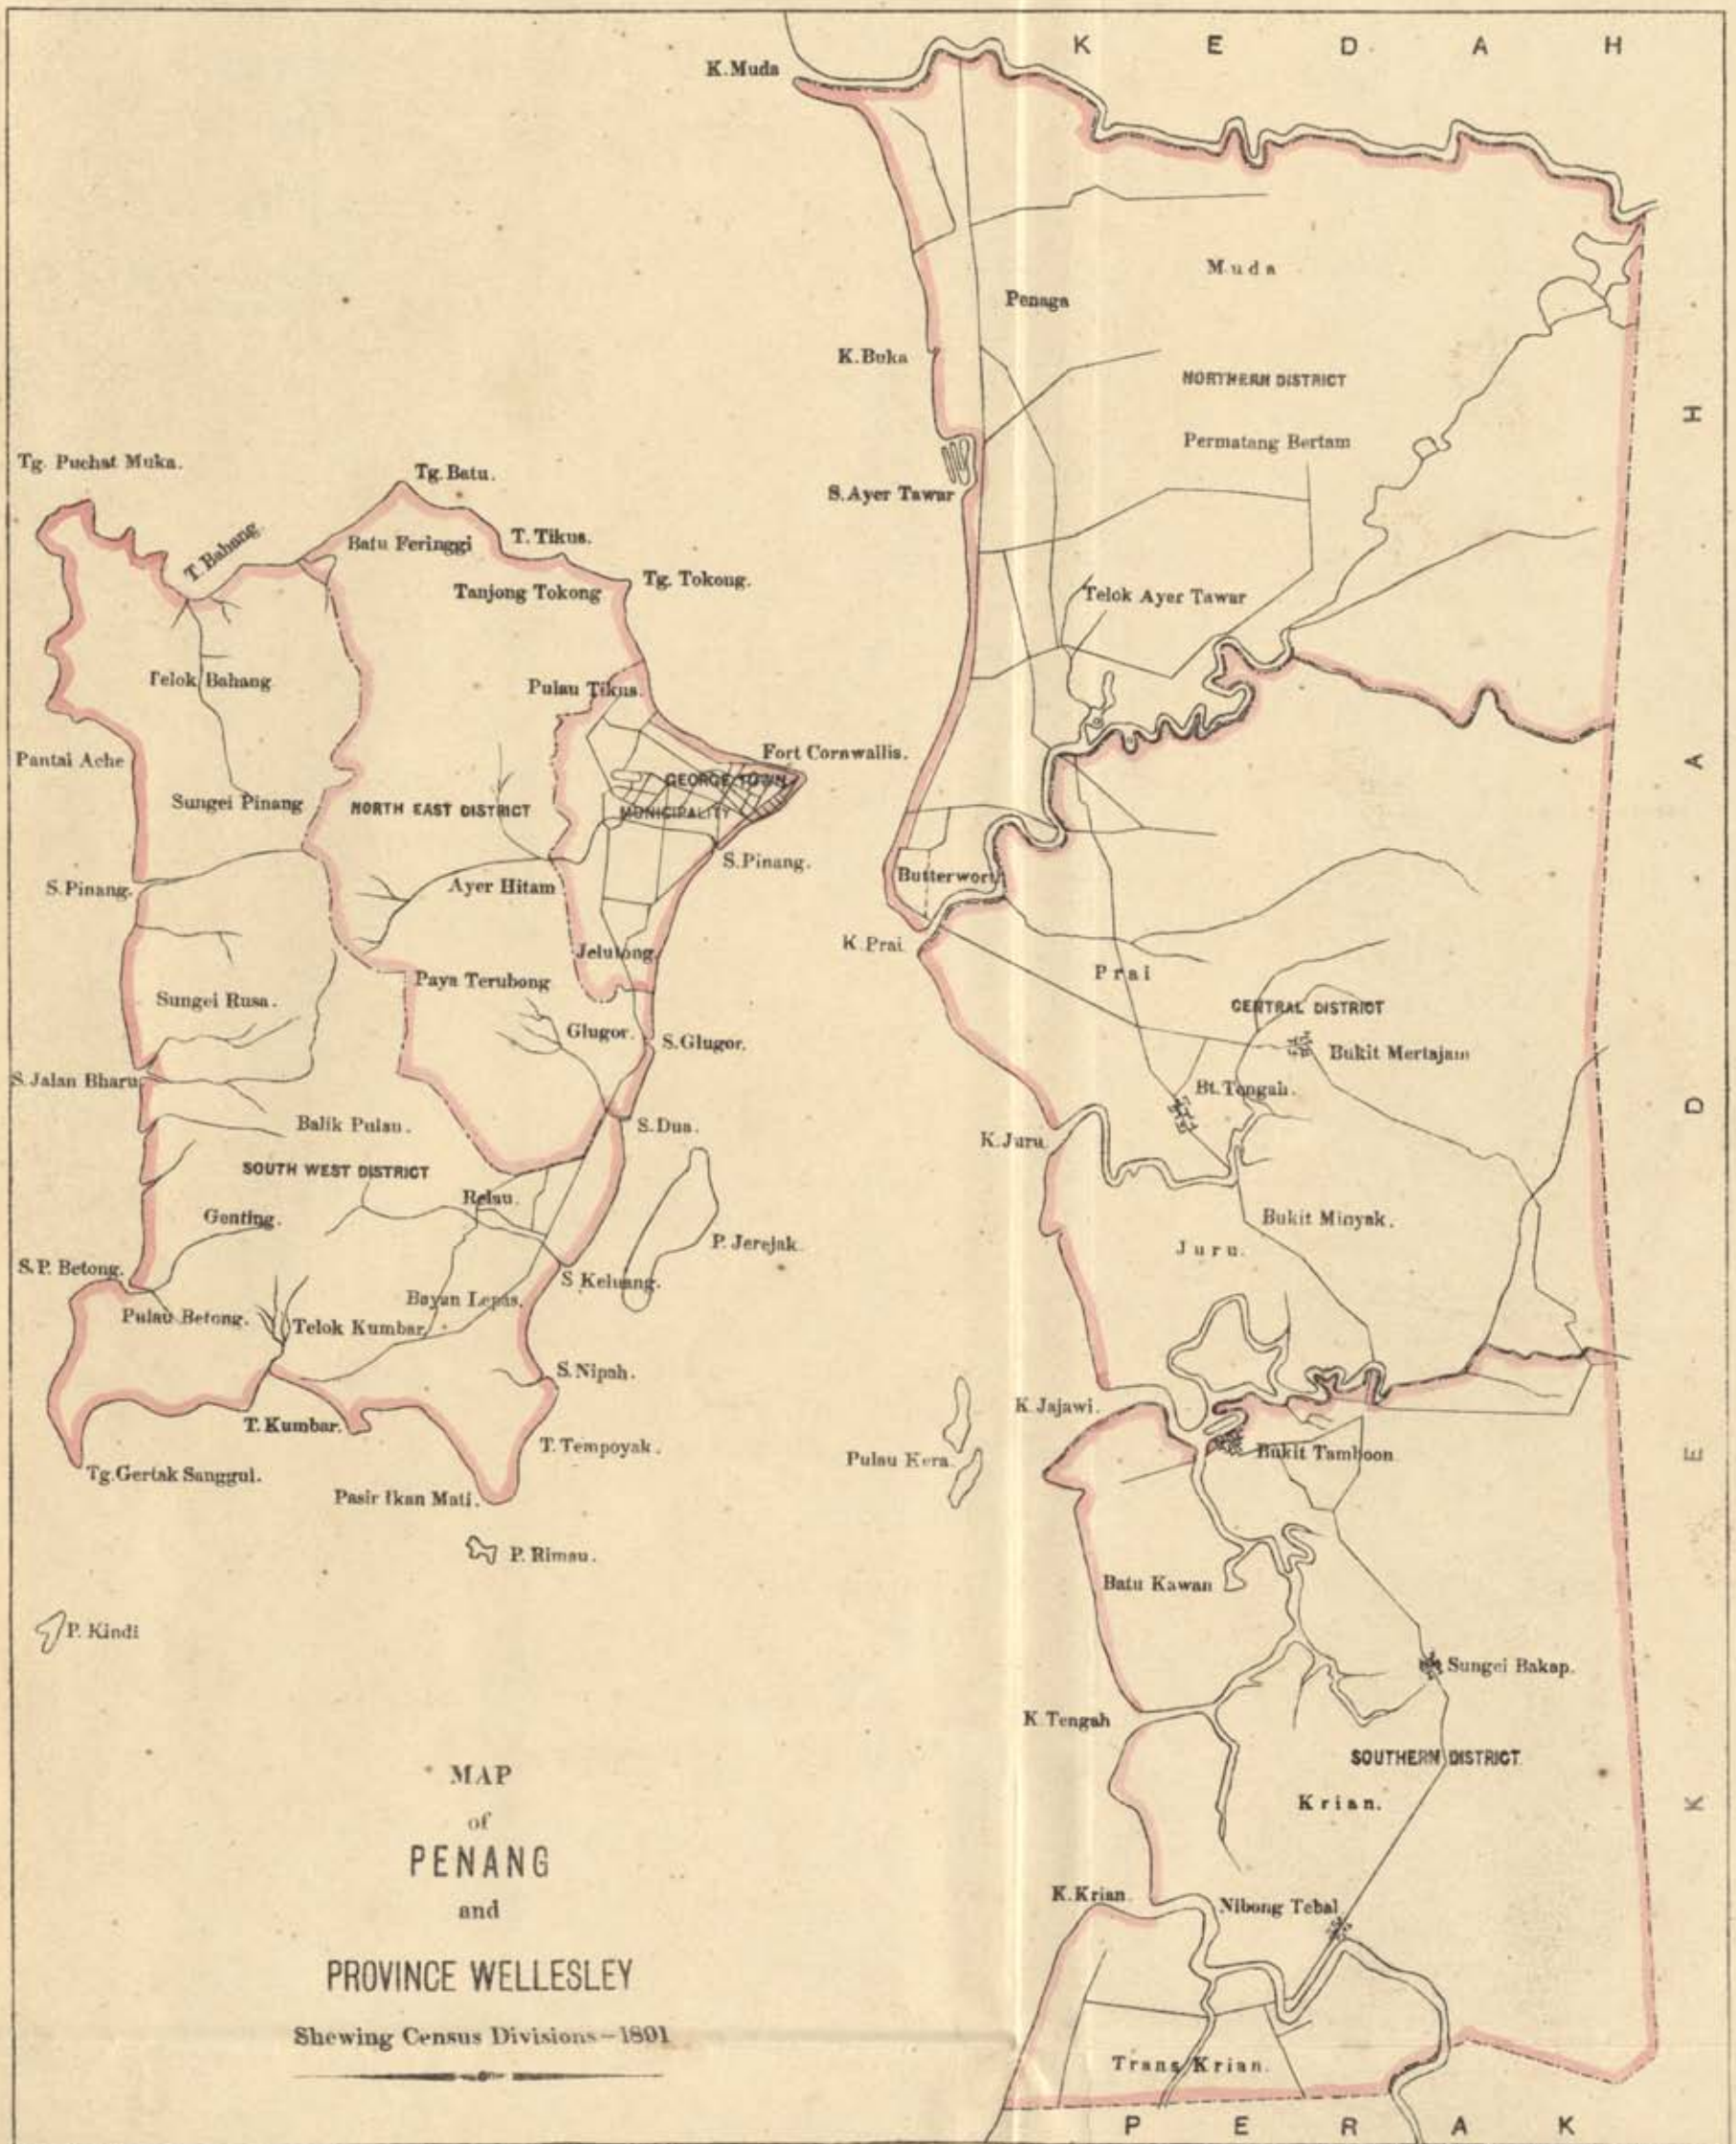 K E D A H
K. Muda
Muda
Penaga
K. Buka
NORTHERN DISTRICT
H
Permatang Bertam
Tg. Puchat Muka.
Tg. Batu.
S. Ayer Tawar
T. Bahang.
Batu Feringgi
T. Tikus.
Tg. Tokong.
Tanjong Tokong
Telok Ayer Tawar
Telok Bahang
Pulau Tikus.
Pantai Ache
Fort Cornwallis.
A
GEORGE TOWN
Sungei Pinang
NORTH EAST DISTRICT
MUNICIPALITY
S. Pinang.
S. Pinang.
Ayer Hitam
Butterwort
K. Prai
Jelutong.
Prai
Paya Terubong
Sungei Rusa.
CENTRAL DISTRICT
Glugor.
S. Glugor.
Bukit Mertajam
S. Jalan Bharu
Bt. Tengah.
D
Balik Pulau.
S. Dua.
K. Juru.
SOUTH WEST DISTRICT
Relau.
Genting.
Bukit Minyak.
P. Jerejak.
Juru.
S. P. Betong.
S Keluang.
Bayan Lepas.
Pulau Betong.
Telok Kumbar
S. Nipah.
K. Jajawi.
T. Kumbar.
T. Tempoyak.
Pulau Kera.
Bukit Tamboon
E
Tg. Gertak Sanggul.
Pasir Ikan Mati.
P. Rimau.
Batu Kawan
P. Kindi
Sungei Bakap.
K. Tengah
SOUTHERN DISTRICT
Krian.
K
MAP
of
PENANG
and
PROVINCE WELLESLEY
Shewing Census Divisions—1891
K. Krian
Nibong Tebal
Trans Krian.
P E R A K